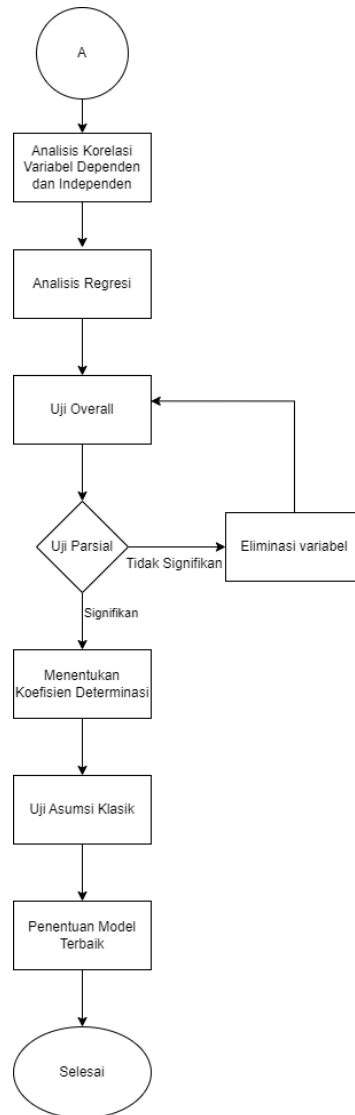 A
Analisis Korelasi
Variabel Dependen
dan Independen
Analisis Regresi
Uji Overall
Uji Parsial
Tidak Signifikan
Eliminasi variabel
Signifikan
Menentukan
Koefisien Determinasi
Uji Asumsi Klasik
Penentuan Model
Terbaik
Selesai